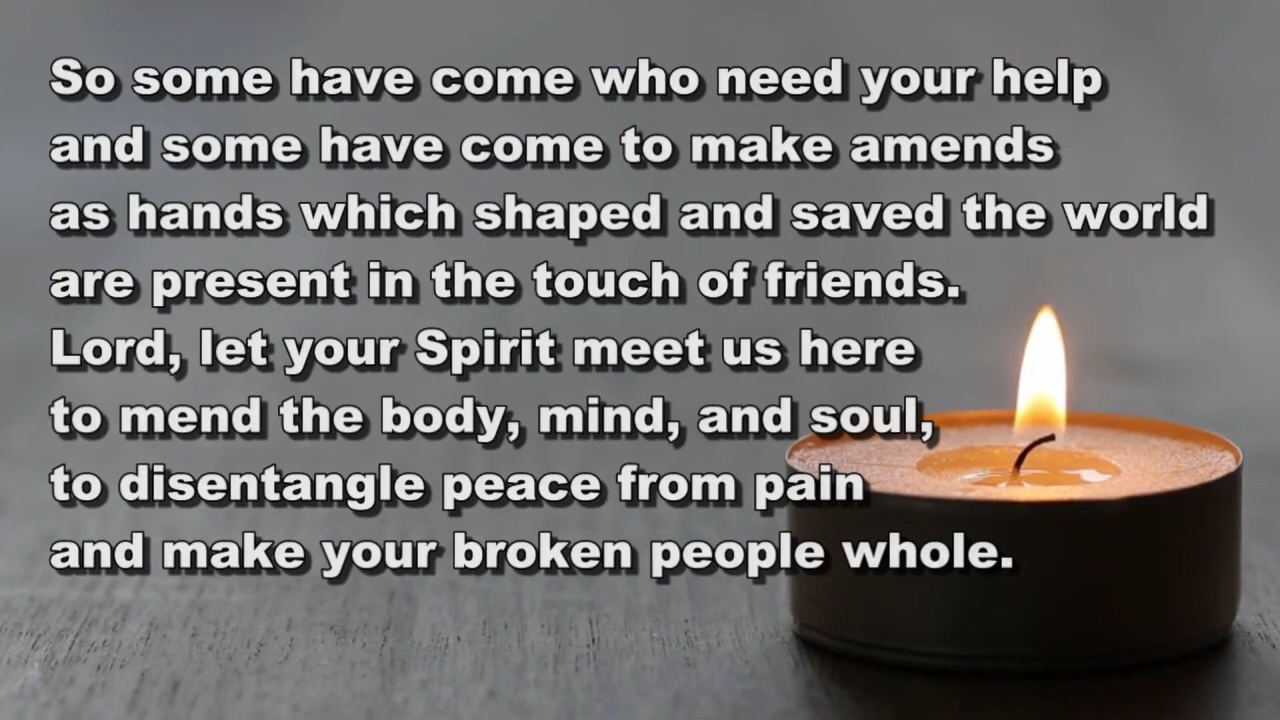 So some have come who need your help
and some have come to make amends
as hands which shaped and saved the world
are present in the touch of friends.
Lord, let your Spirit meet us here
to mend the body, mind, and soul,
to disentangle peace from pain
and make your broken people whole.